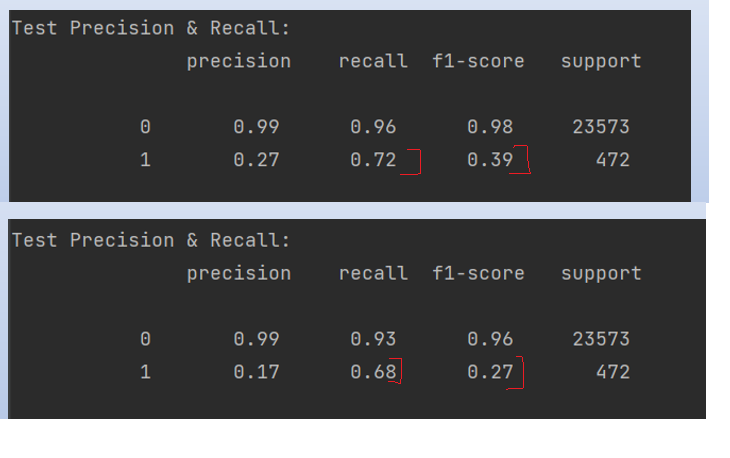 Test Precision & Recall:
precision recall f1-score support
0 0.99 0.96 0.98 23573
1 0.27 0.72 0.39 472
Test Precision & Recall:
precision recall f1-score support
0 0.99 0.93 0.96 23573
1 0.17 0.68 0.27 472